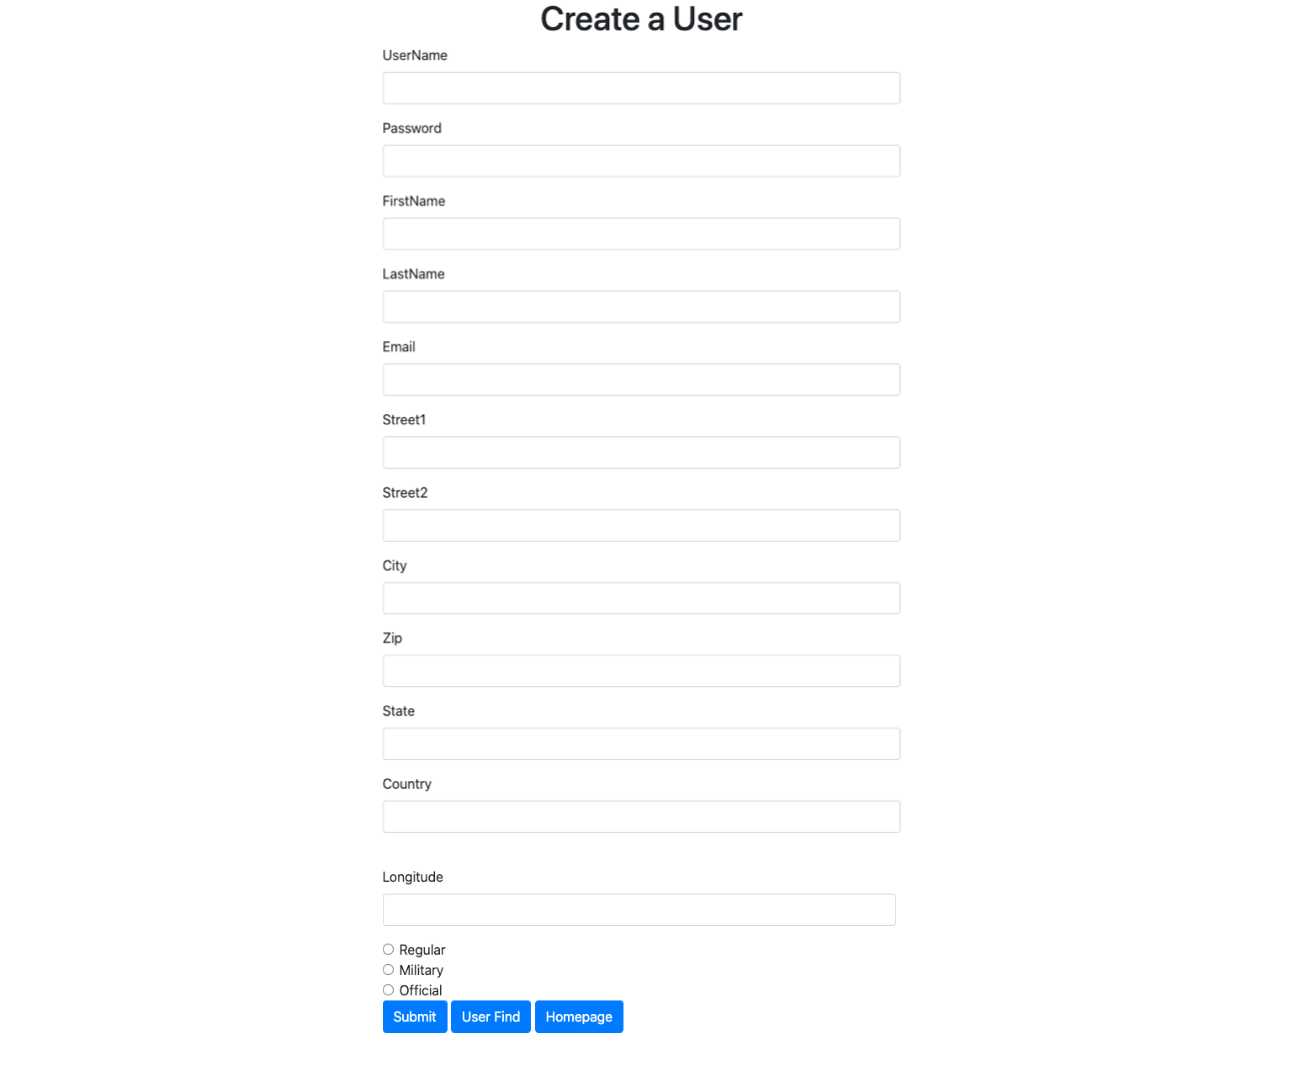 Create a User
UserName
Password
FirstName
LastName
Email
Street1
Street2
City
Zip
State
Country
Longitude
Regular
Military
Official
Submit User Find Homepage